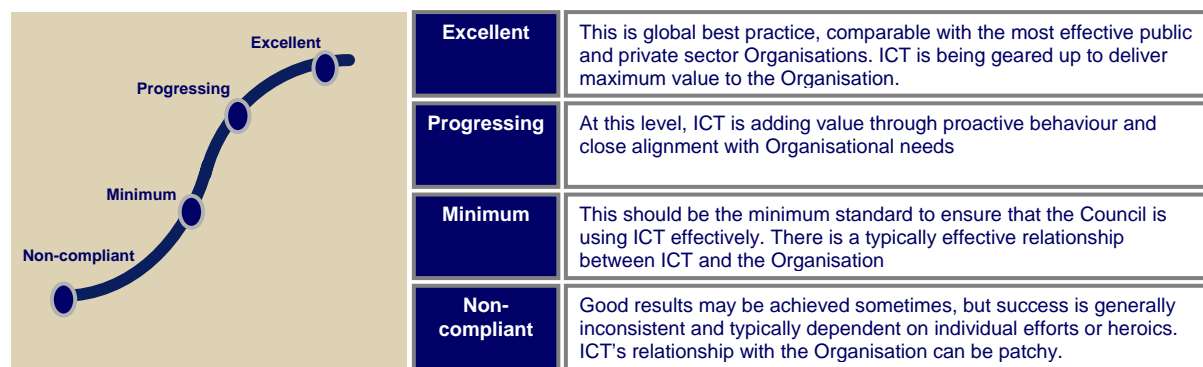 Excellent
Progressing
Minimum
Non-compliant
Excellent
This is global best practice, comparable with the most effective public
and private sector Organisations. ICT is being geared up to deliver
maximum value to the Organisation.
Progressing
At this level, ICT is adding value through proactive behaviour and
close alignment with Organisational needs
Minimum
This should be the minimum standard to ensure that the Council is
using ICT effectively. There is a typically effective relationship
between ICT and the Organisation
Non-
compliant
Good results may be achieved sometimes, but success is generally
inconsistent and typically dependent on individual efforts or heroics.
ICT's relationship with the Organisation can be patchy.